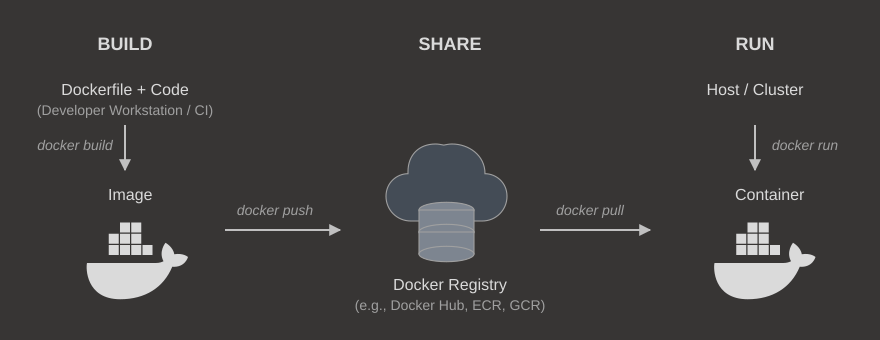 BUILD
SHARE
RUN
Dockerfile + Code
(Developer Workstation / CI)
Host / Cluster
docker build
docker run
Image
Container
docker push
docker pull
Docker Registry
(e.g., Docker Hub, ECR, GCR)